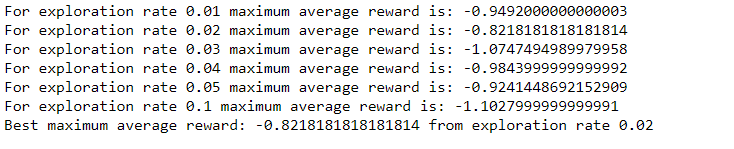 For exploration rate 0.01 maximum average reward is: -0.9492000000000003
For exploration rate 0.02 maximum average reward is: -0.8218181818181814
For exploration rate 0.03 maximum average reward is: -1.0747494989979958
For exploration rate 0.04 maximum average reward is: -0.9843999999999992
For exploration rate 0.05 maximum average reward is: -0.9241448692152909
For exploration rate 0.1 maximum average reward is: -1.1027999999999991
Best maximum average reward: -0.8218181818181814 from exploration rate 0.02